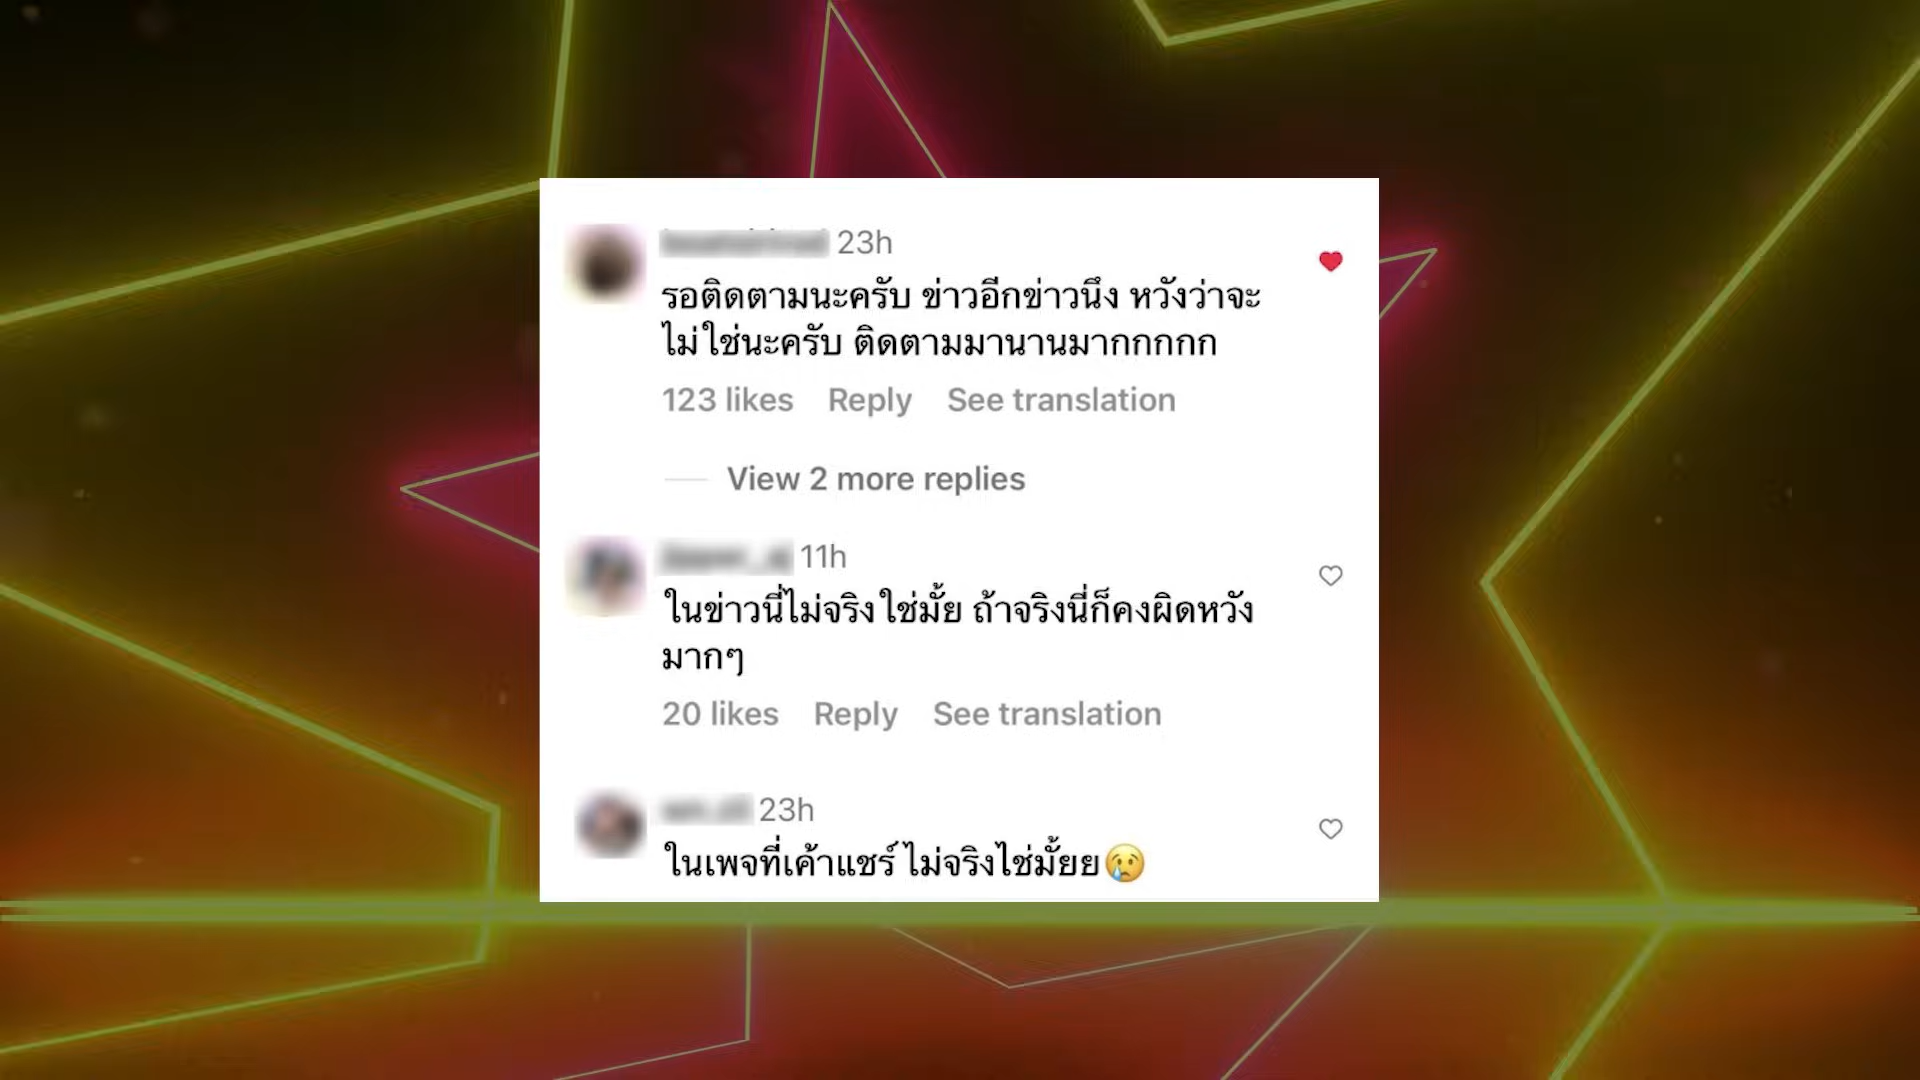 23h
รอติดตามนะครับ ข่าวอีกข่าวนึง หวังว่าจะ
ไม่ใช่นะครับ ติดตามมานานมากกกกก
123 likes Reply See translation
View 2 more replies
11h
ในข่าวนี่ไม่จริงใช่มั้ย ถ้าจริงนี่ก็คงผิดหวัง
มากๆ
20 likes Reply See translation
23h
ในเพจที่เค้าแชร์ ไม่จริงไช่มั้ยย😢